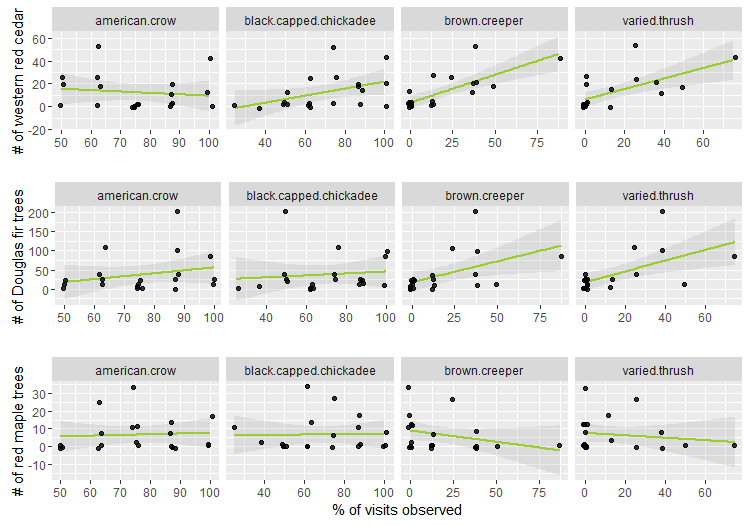 american.crow black.capped.chickadee brown.creeper varied.thrush
# of western red cedar
60
40
20
0
-20
50 60 70 80 90 100 40 60 80 100 0 25 50 75 0 20 40 60
american.crow black.capped.chickadee brown.creeper varied.thrush
# of Douglas fir trees
200
150
100
50
0
50 60 70 80 90 100 40 60 80 100 0 25 50 75 0 20 40 60
american.crow black.capped.chickadee brown.creeper varied.thrush
# of red maple trees
30
20
10
0
-10
50 60 70 80 90 100 40 60 80 100 0 25 50 75 0 20 40 60
% of visits observed